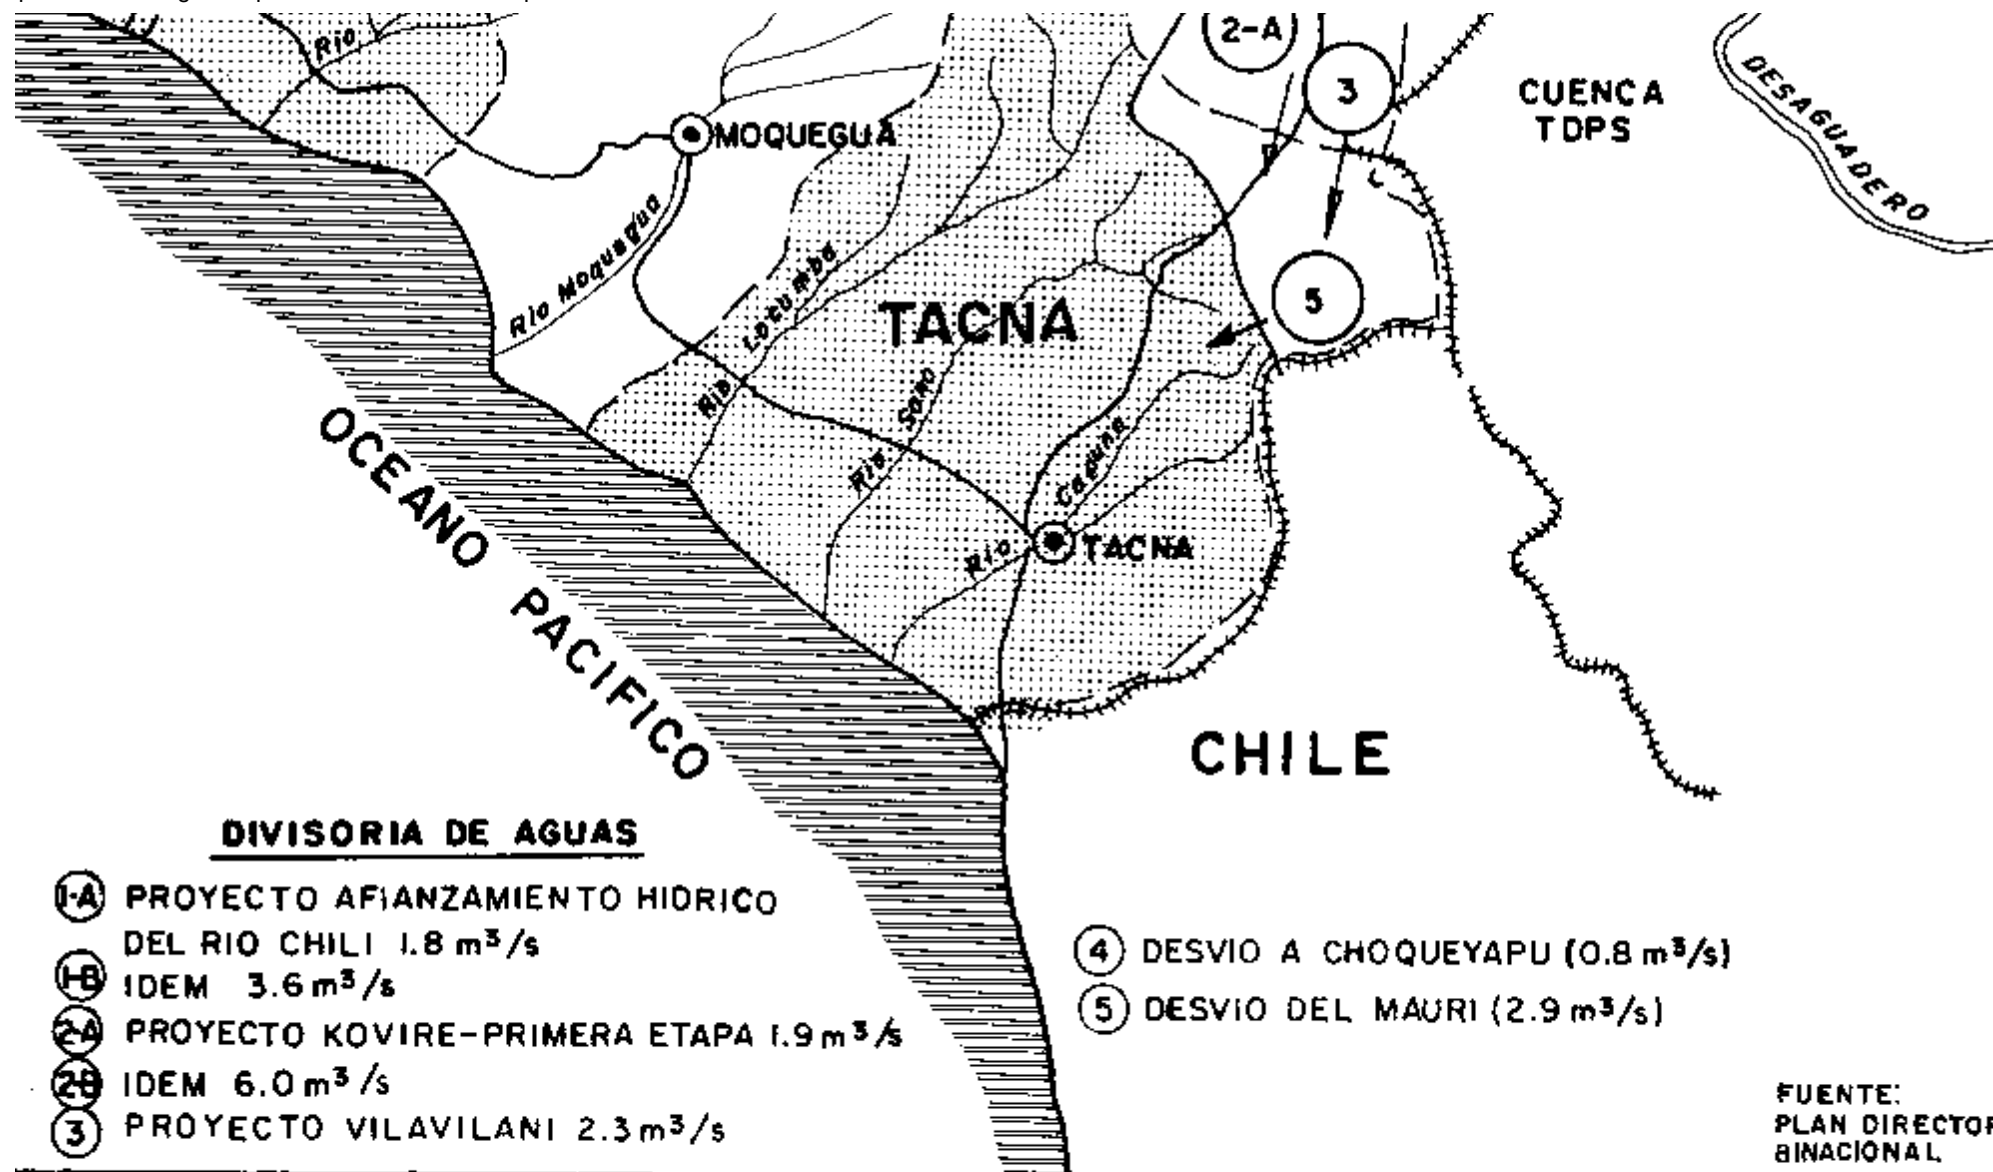 Rio
2-A
3
CUENCA
TDPS
DESAGUADERO
MOQUEGUA
Rio Moquegua
Rio Locumba
TACNA
5
Rio Samo
Rio Caplina
TACNA
OCEANO PACIFICO
CHILE
DIVISORIA DE AGUAS
1-A PROYECTO AFIANZAMIENTO HIDRICO
DEL RIO CHILI 1.8 m³/s
1-B IDEM 3.6 m³/s
2-A PROYECTO KOVIRE-PRIMERA ETAPA 1.9 m³/s
2-B IDEM 6.0 m³/s
3 PROYECTO VILAVILANI 2.3 m³/s
4 DESVIO A CHOQUEYAPU (0.8 m³/s)
5 DESVIO DEL MAURI (2.9 m³/s)
FUENTE:
PLAN DIRECTOR
BINACIONAL